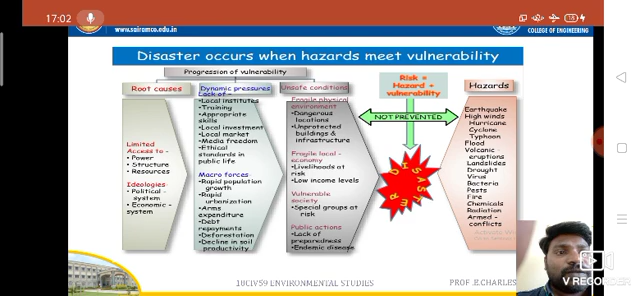 17:02
www.sairamce.edu.in
COLLEGE OF ENGINEERING
Disaster occurs when hazards meet vulnerability
Progression of vulnerability
Root causes
Limited
Access to -
• Power
• Structure
• Resources
Ideologies
• Political -
system
• Economic -
system
Dynamic pressures
Lack of -
• Local institutes
• Training
• Appropriate
skills
• Local investment
• Local market
• Media freedom
• Ethical
standards in
public life
Macro forces
• Rapid population
growth
• Rapid
urbanization
• Arms
expenditure
• Debt
repayments
• Deforestation
• Decline in soil
productivity
Unsafe conditions
Fragile physical
environment
• Dangerous
locations
• Unprotected
buildings &
infrastructure
Fragile local -
economy
• Livelihoods at
risk
• Low income levels
Vulnerable
society
• Special groups at
risk
Public actions
• Lack of
preparedness
• Endemic disease
Risk =
Hazard +
vulnerability
NOT PREVENTED
DISASTER
Hazards
Earthquake
High winds
Hurricane
Cyclone
Typhoon
Flood
Volcanic
eruptions
Landslides
Drought
Virus
Bacteria
Pests
Fire
Chemicals
Radiation
Armed -
conflicts
18CIV59 ENVIRONMENTAL STUDIES
PROF .E.CHARLES
V RECORDER